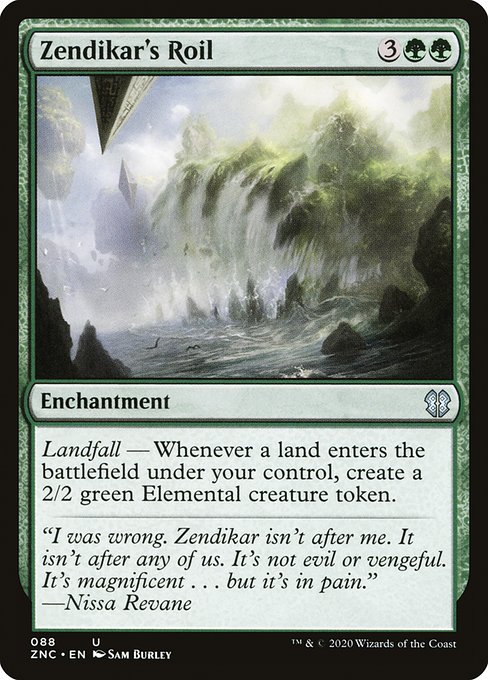 Zendikar's Roil 3
Enchantment
Landfall — Whenever a land enters the
battlefield under your control, create a
2/2 green Elemental creature token.
“I was wrong. Zendikar isn't after me. It
isn't after any of us. It's not evil or vengeful.
It's magnificent . . . but it's in pain.”
—Nissa Revane
088 U
ZNC • EN Sam Burley
™ & © 2020 Wizards of the Coast